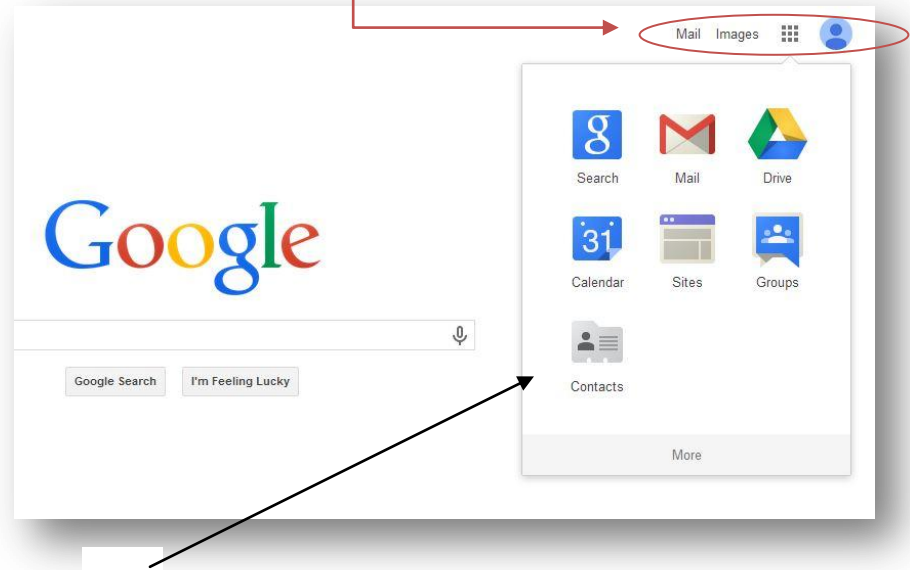 Mail Images
g
Search Mail Drive
Google
31
Calendar Sites Groups
Google Search I'm Feeling Lucky
Contacts
More